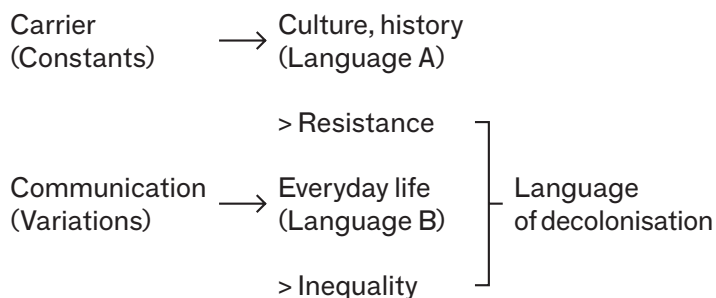 Carrier
(Constants)
Culture, history
(Language A)
> Resistance
Communication
(Variations)
Everyday life
(Language B)
Language
of decolonisation
> Inequality